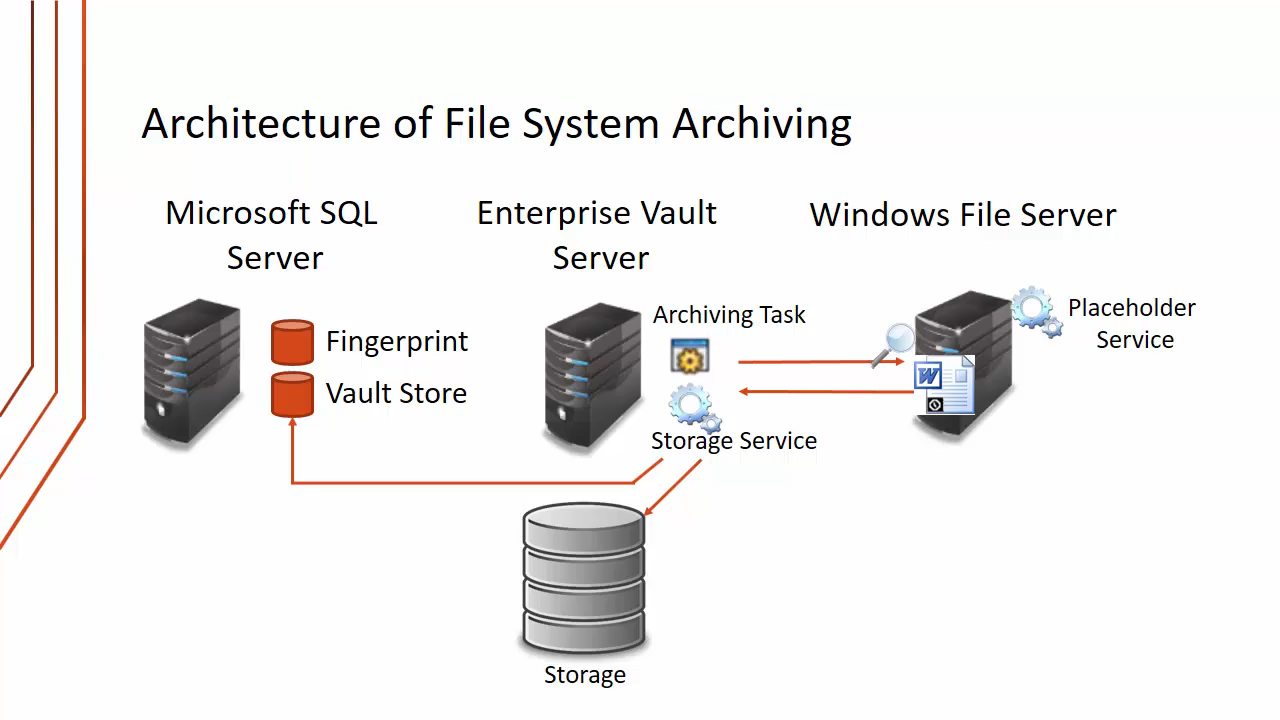 Architecture of File System Archiving
Microsoft SQL
Server
Enterprise Vault
Server
Windows File Server
Fingerprint
Vault Store
Archiving Task
Storage Service
Placeholder
Service
W
Storage